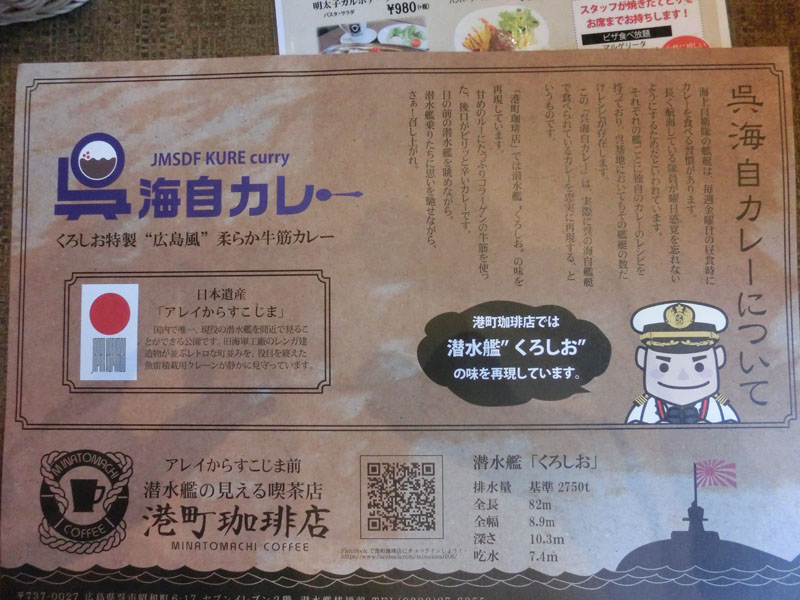 明太子カルボナーラ
パスタ・サラダ
¥980
スタッフが焼きたてピザを
お席までお持ちします!
ピザ食べ放題
マルゲリータ
呉海自カレーについて
海上自衛隊の艦艇は、毎週金曜日の昼食時に
カレーを食べる習慣があります。
長く航海している隊員が曜日感覚を忘れない
ようにするためだといわれています。
それぞれの艦ごとに独自のカレーのレシピを
持っており、呉基地においてもその艦艇の数だ
けレシピが存在します。
この「呉海自カレー」は、実際に呉の海自艦艇
で食べられているカレーを忠実に再現する、と
いうものです。
「港町珈琲店」では潜水艦“くろしお”の味を
再現しています。
甘めのルーにたっぷりコラーゲンの牛筋を使っ
た、後口がピリッと辛いカレーです。
目の前の潜水艦を眺めながら、
潜水艦乗りたちに思いを馳せながら、
さぁ!召し上がれ。
JMSDF KURE curry
呉海自カレー
くろしお特製 “広島風” 柔らか牛筋カレー
日本遺産
「アレイからすこじま」
国内で唯一、現役の潜水艦を間近で見るこ
とができる公園です。旧海軍工廠のレンガ建
造物が並ぶレトロな町並みを、役目を終えた
魚雷積載用クレーンが静かに見守っています。
港町珈琲店では
潜水艦”くろしお”
の味を再現しています。
MINATOMACHI
COFFEE
アレイからすこじま前
潜水艦の見える喫茶店
港町珈琲店
MINATOMACHI COFFEE
潜水艦「くろしお」
排水量 基準 2750t
全長 82m
全幅 8.9m
深さ 10.3m
吃水 7.4m
〒737-0027 広島県呉市昭和町6-17 セブンイレブン2階